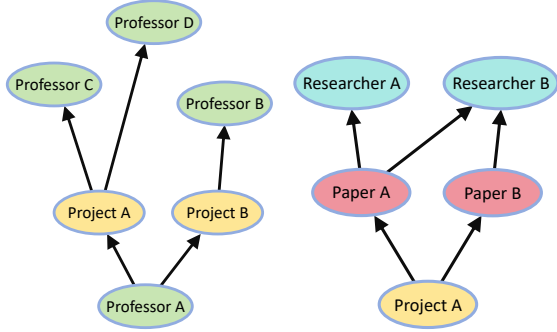 Professor D
Professor C
Professor B
Project A
Project B
Professor A
Researcher A
Researcher B
Paper A
Paper B
Project A